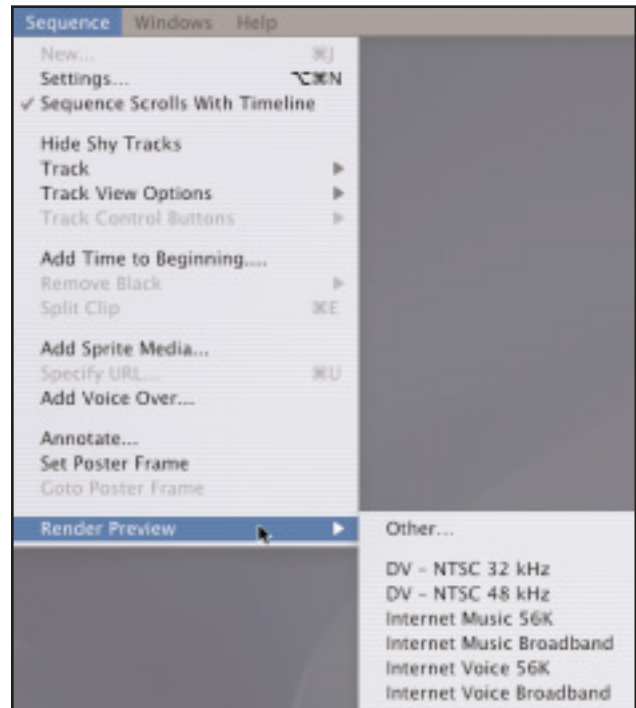 Sequence Windows Help
New... ⌘J
Settings... ⌥⌘N
✓ Sequence Scrolls With Timeline
Hide Shy Tracks
Track
Track View Options
Track Control Buttons
Add Time to Beginning....
Remove Black
Split Clip ⌘E
Add Sprite Media...
Specify URL... ⌘U
Add Voice Over...
Annotate...
Set Poster Frame
Goto Poster Frame
Render Preview
Other...
DV – NTSC 32 kHz
DV – NTSC 48 kHz
Internet Music 56K
Internet Music Broadband
Internet Voice 56K
Internet Voice Broadband